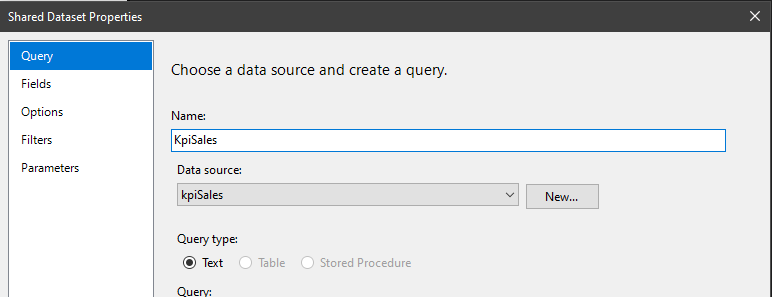 Shared Dataset Properties
Query
Fields
Options
Filters
Parameters
Choose a data source and create a query.
Name:
KpiSales
Data source:
kpiSales
New...
Query type:
Text Table Stored Procedure
Query: